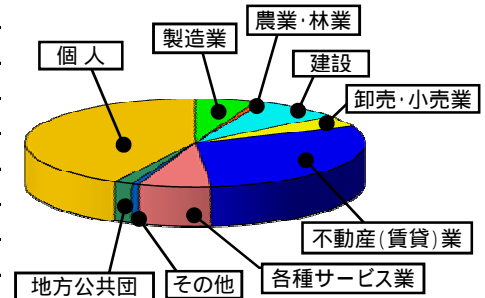 農業･林業
製造業
個 人
建設
卸売･小売業
不動産(賃貸)業
各種サービス業
その他
地方公共団